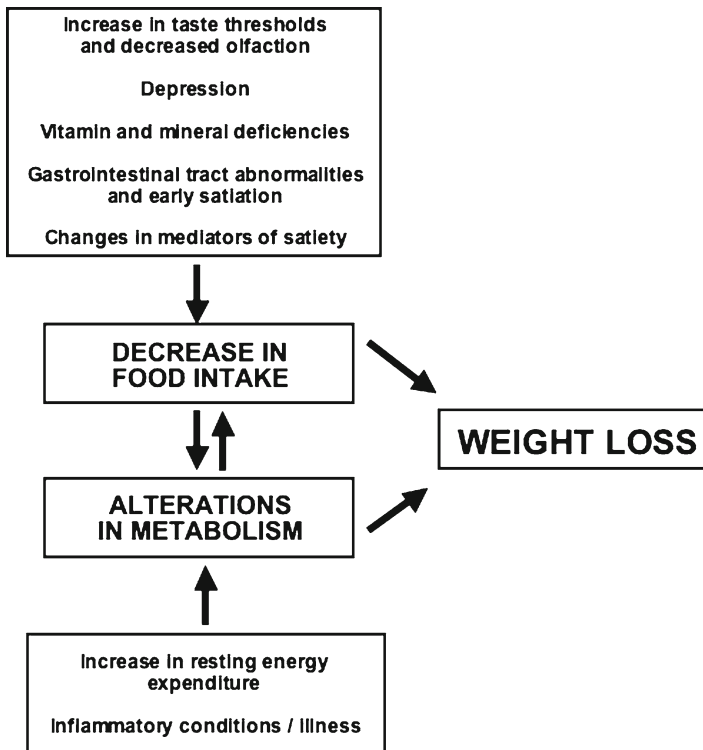 Increase in taste thresholds
and decreased olfaction
Depression
Vitamin and mineral deficiencies
Gastrointestinal tract abnormalities
and early satiation
Changes in mediators of satiety
DECREASE IN
FOOD INTAKE
WEIGHT LOSS
ALTERATIONS
IN METABOLISM
Increase in resting energy
expenditure
Inflammatory conditions / illness